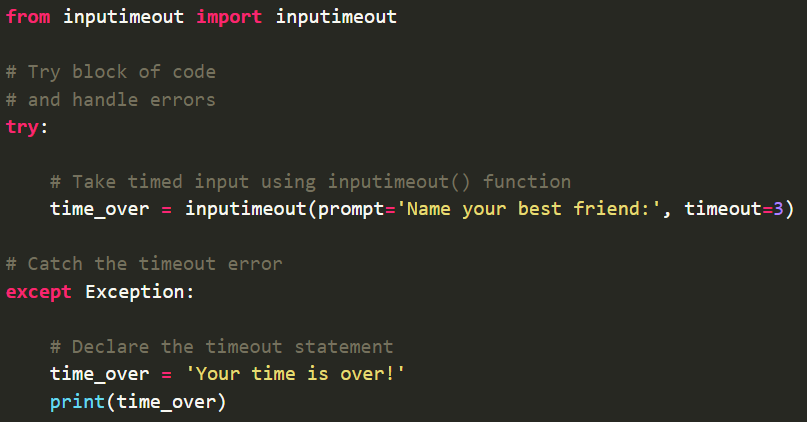 from inputimeout import inputimeout
# Try block of code
# and handle errors
try:
# Take timed input using inputimeout() function
time_over = inputimeout(prompt='Name your best friend:', timeout=3)
# Catch the timeout error
except Exception:
# Declare the timeout statement
time_over = 'Your time is over!'
print(time_over)